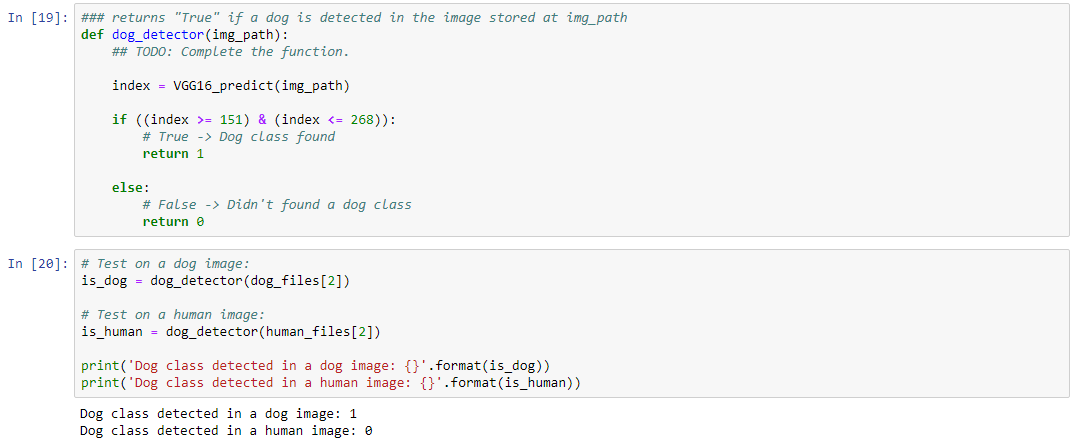 In [19]: ### returns "True" if a dog is detected in the image stored at img_path
def dog_detector(img_path):
    ## TODO: Complete the function.

    index = VGG16_predict(img_path)

    if ((index >= 151) & (index <= 268)):
        # True -> Dog class found
        return 1

    else:
        # False -> Didn't found a dog class
        return 0

In [20]: # Test on a dog image:
is_dog = dog_detector(dog_files[2])

# Test on a human image:
is_human = dog_detector(human_files[2])

print('Dog class detected in a dog image: {}'.format(is_dog))
print('Dog class detected in a human image: {}'.format(is_human))

Dog class detected in a dog image: 1
Dog class detected in a human image: 0